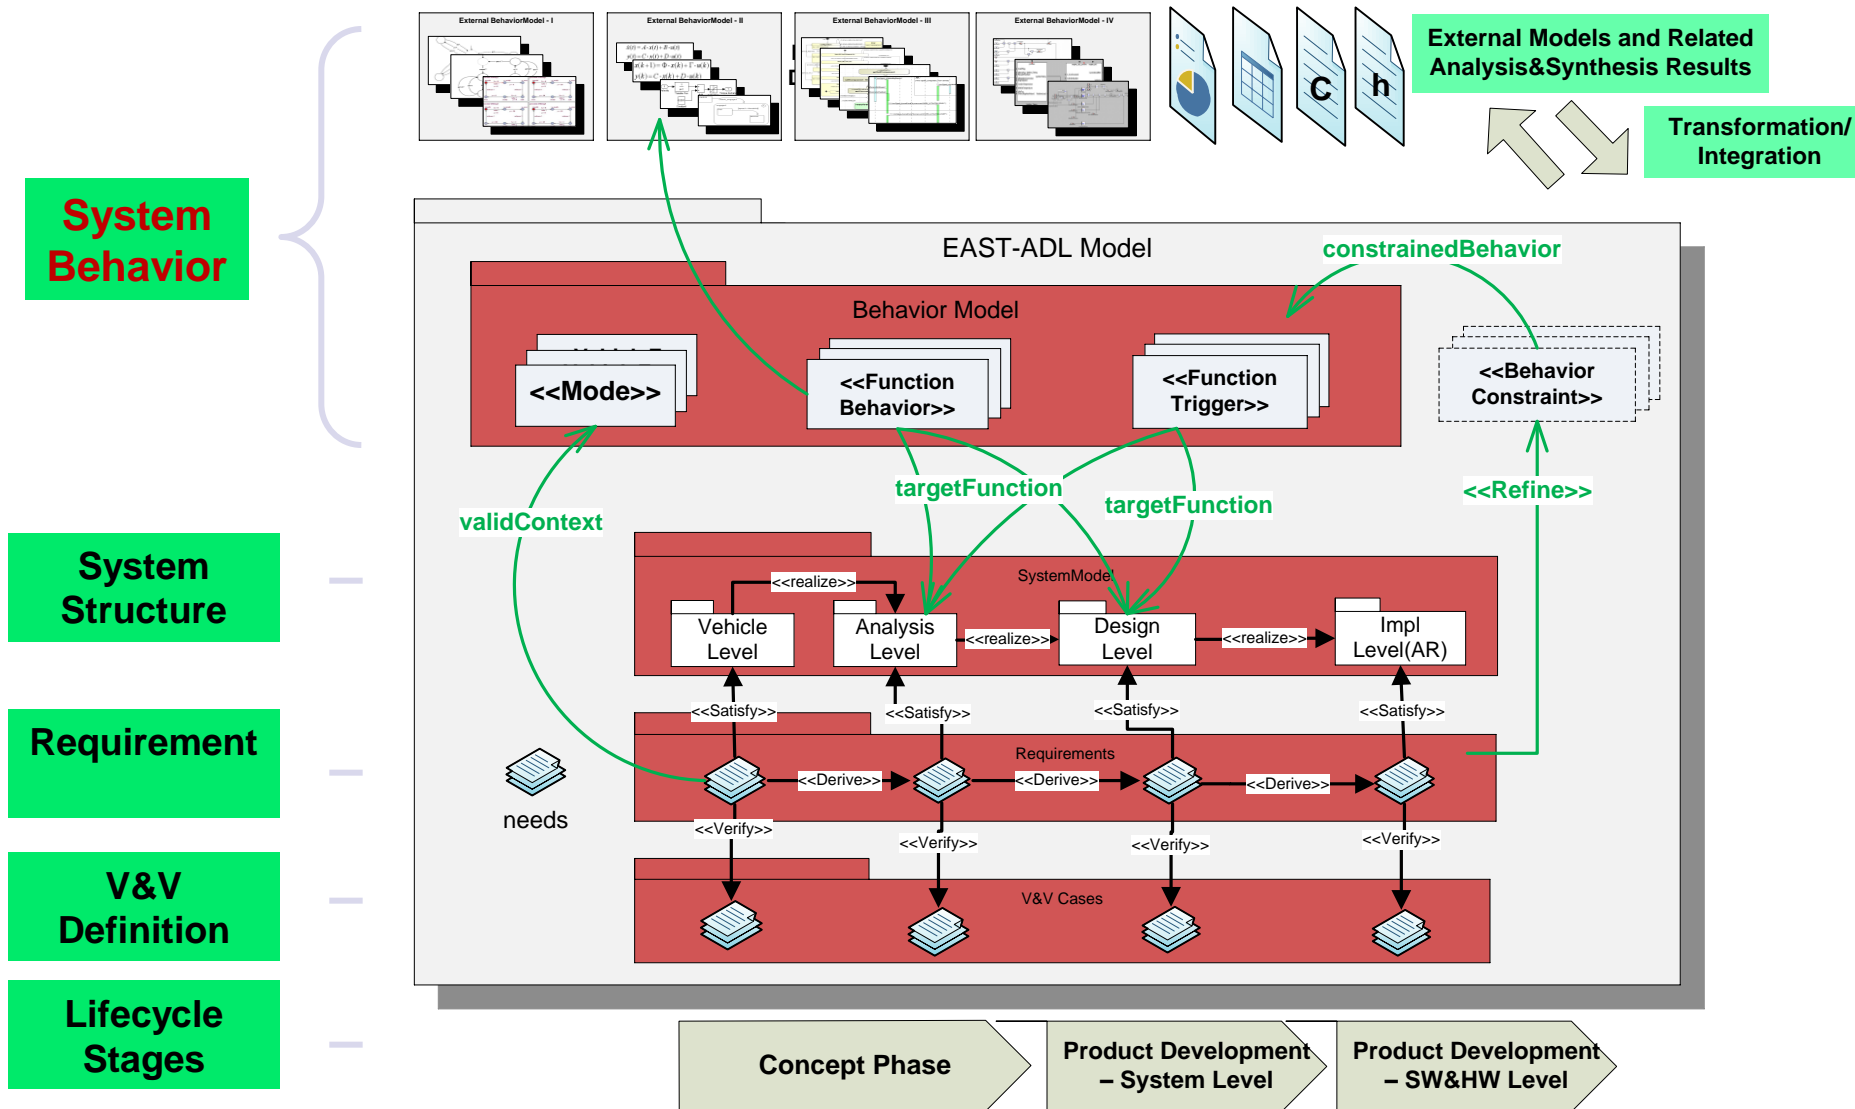 External BehaviorModel - I
External BehaviorModel - II
External BehaviorModel - III
External BehaviorModel - IV
C
h
External Models and Related
Analysis&Synthesis Results
Transformation/
Integration
System
Behavior
EAST-ADL Model
constrainedBehavior
Behavior Model
<<Mode>>
<<Function
Behavior>>
<<Function
Trigger>>
<<Behavior
Constraint>>
targetFunction
targetFunction
<<Refine>>
validContext
System
Structure
SystemModel
<<realize>>
Vehicle
Level
Analysis
Level
<<realize>>
Design
Level
<<realize>>
Impl
Level(AR)
<<Satisfy>>
<<Satisfy>>
<<Satisfy>>
<<Satisfy>>
Requirement
Requirements
needs
<<Derive>>
<<Derive>>
<<Derive>>
<<Verify>>
<<Verify>>
<<Verify>>
<<Verify>>
V&V
Definition
V&V Cases
Lifecycle
Stages
Concept Phase
Product Development
– System Level
Product Development
– SW&HW Level